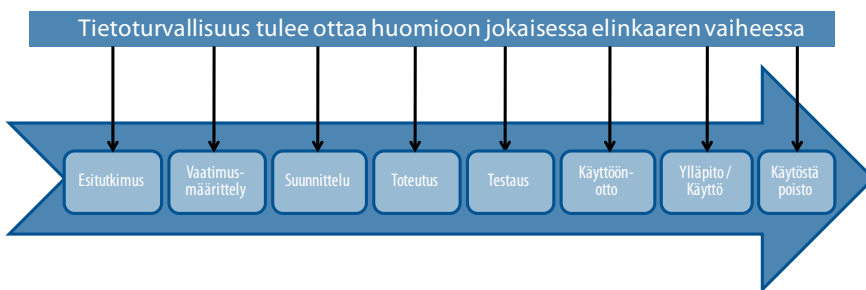 Tietoturvallisuus tulee ottaa huomioon jokaisessa elinkaaren vaiheessa
Esitutkimus
Vaatimus-
määrittely
Suunnittelu
Toteutus
Testaus
Käyttöön-
otto
Ylläpito /
Käyttö
Käytöstä
poisto